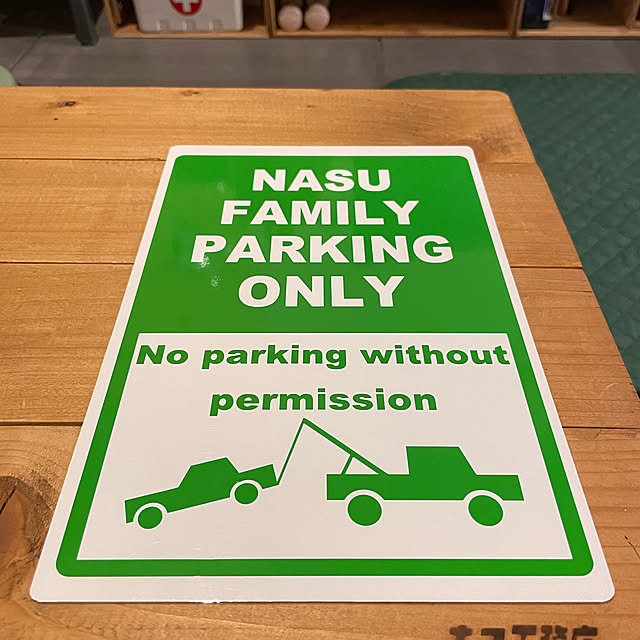 NASU
FAMILY
PARKING
ONLY
No parking without
permission